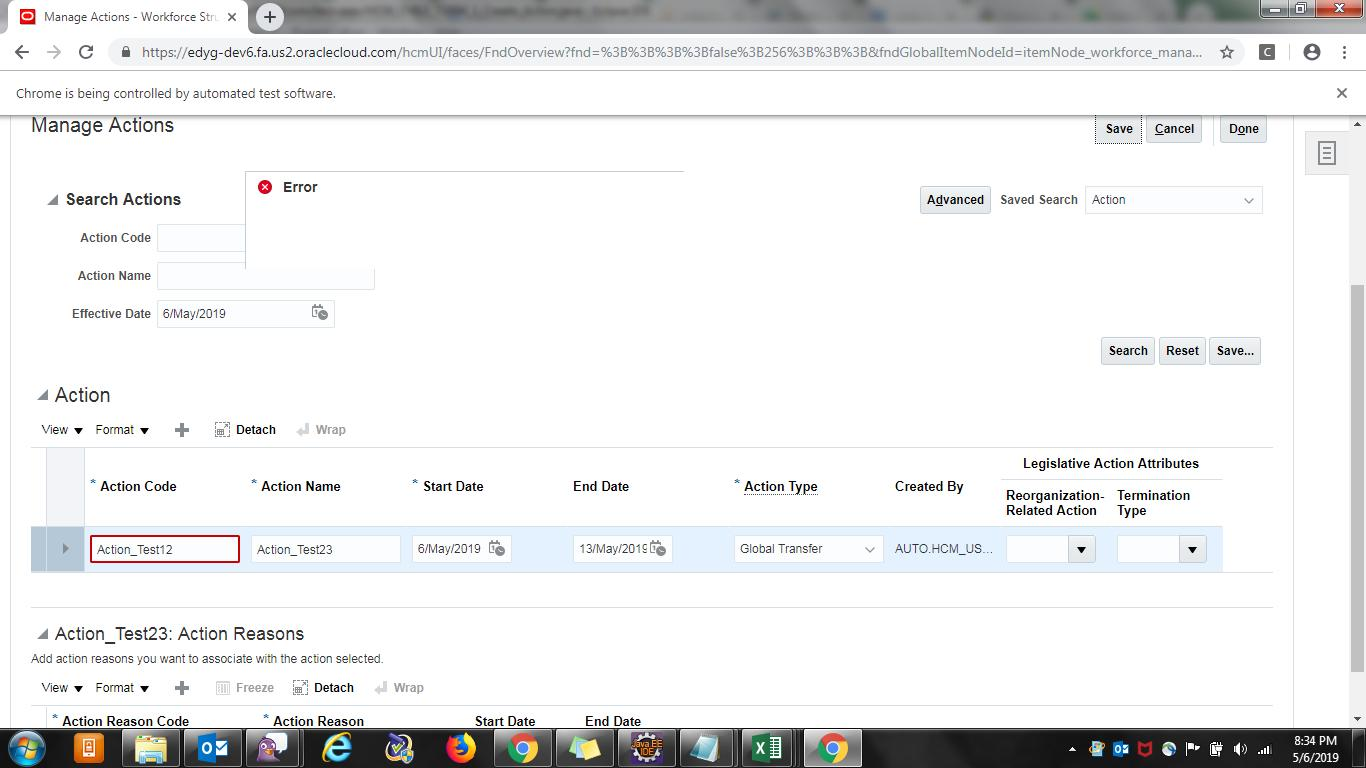 Manage Actions - Workforce Stru
https://edyg-dev6.fa.us2.oraclecloud.com/hcmUI/faces/FndOverview?fnd=%3B%3B%3B%3Bfalse%3B256%3B%3B%3B&fndGlobalItemNodeId=itemNode_workforce_mana...
C
Chrome is being controlled by automated test software.
Manage Actions
Save Cancel Done
Error
Search Actions
Advanced Saved Search Action
Action Code
Action Name
Effective Date 6/May/2019
Search Reset Save...
Action
View Format Detach Wrap
Legislative Action Attributes
* Action Code * Action Name * Start Date End Date * Action Type Created By Reorganization-Related Action Termination Type
Action_Test12 Action_Test23 6/May/2019 13/May/2019 Global Transfer AUTO.HCM_US...
Action_Test23: Action Reasons
Add action reasons you want to associate with the action selected.
View Format Freeze Detach Wrap
* Action Reason Code * Action Reason Start Date End Date
Java EE
IDE
8:34 PM
5/6/2019